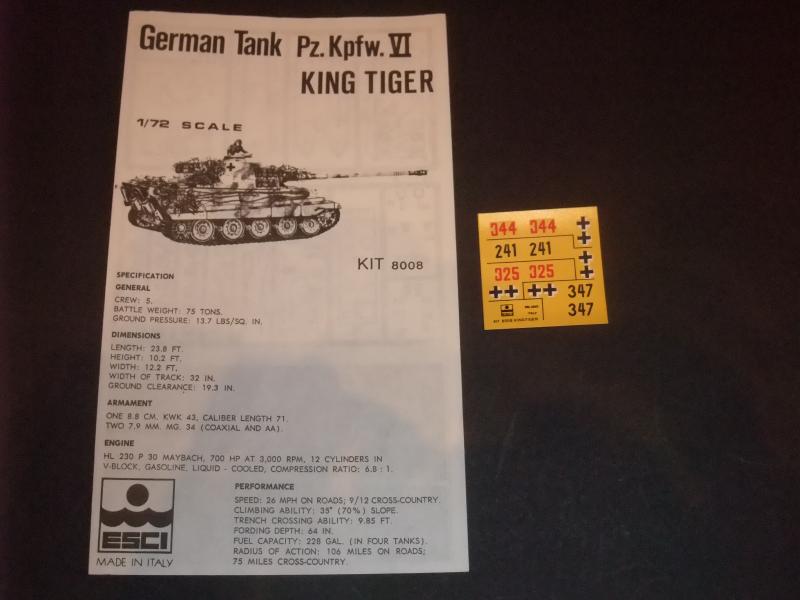 German Tank Pz. Kpfw. VI
KING TIGER
1/72 SCALE
KIT 8008
SPECIFICATION
GENERAL
CREW: 5.
BATTLE WEIGHT: 75 TONS.
GROUND PRESSURE: 13.7 LBS/SQ. IN.
DIMENSIONS
LENGTH: 23.8 FT.
HEIGHT: 10.2 FT.
WIDTH: 12.2 FT.
WIDTH OF TRACK: 32 IN.
GROUND CLEARANCE: 19.3 IN.
ARMAMENT
ONE 8.8 CM. KWK 43, CALIBER LENGTH 71.
TWO 7.9 MM. MG. 34 (COAXIAL AND AA).
ENGINE
HL 230 P 30 MAYBACH, 700 HP AT 3,000 RPM, 12 CYLINDERS IN
V-BLOCK, GASOLINE, LIQUID - COOLED, COMPRESSION RATIO: 6.8 : 1.
PERFORMANCE
SPEED: 26 MPH ON ROADS; 9/12 CROSS-COUNTRY.
CLIMBING ABILITY: 35° (70%) SLOPE.
TRENCH CROSSING ABILITY: 9.85 FT.
FORDING DEPTH: 64 IN.
FUEL CAPACITY: 228 GAL. (IN FOUR TANKS).
RADIUS OF ACTION: 106 MILES ON ROADS;
75 MILES CROSS-COUNTRY.
ESCI
MADE IN ITALY
344 344
241 241
325 325
347
347
ITALY
KIT 8008 KINGTIGER